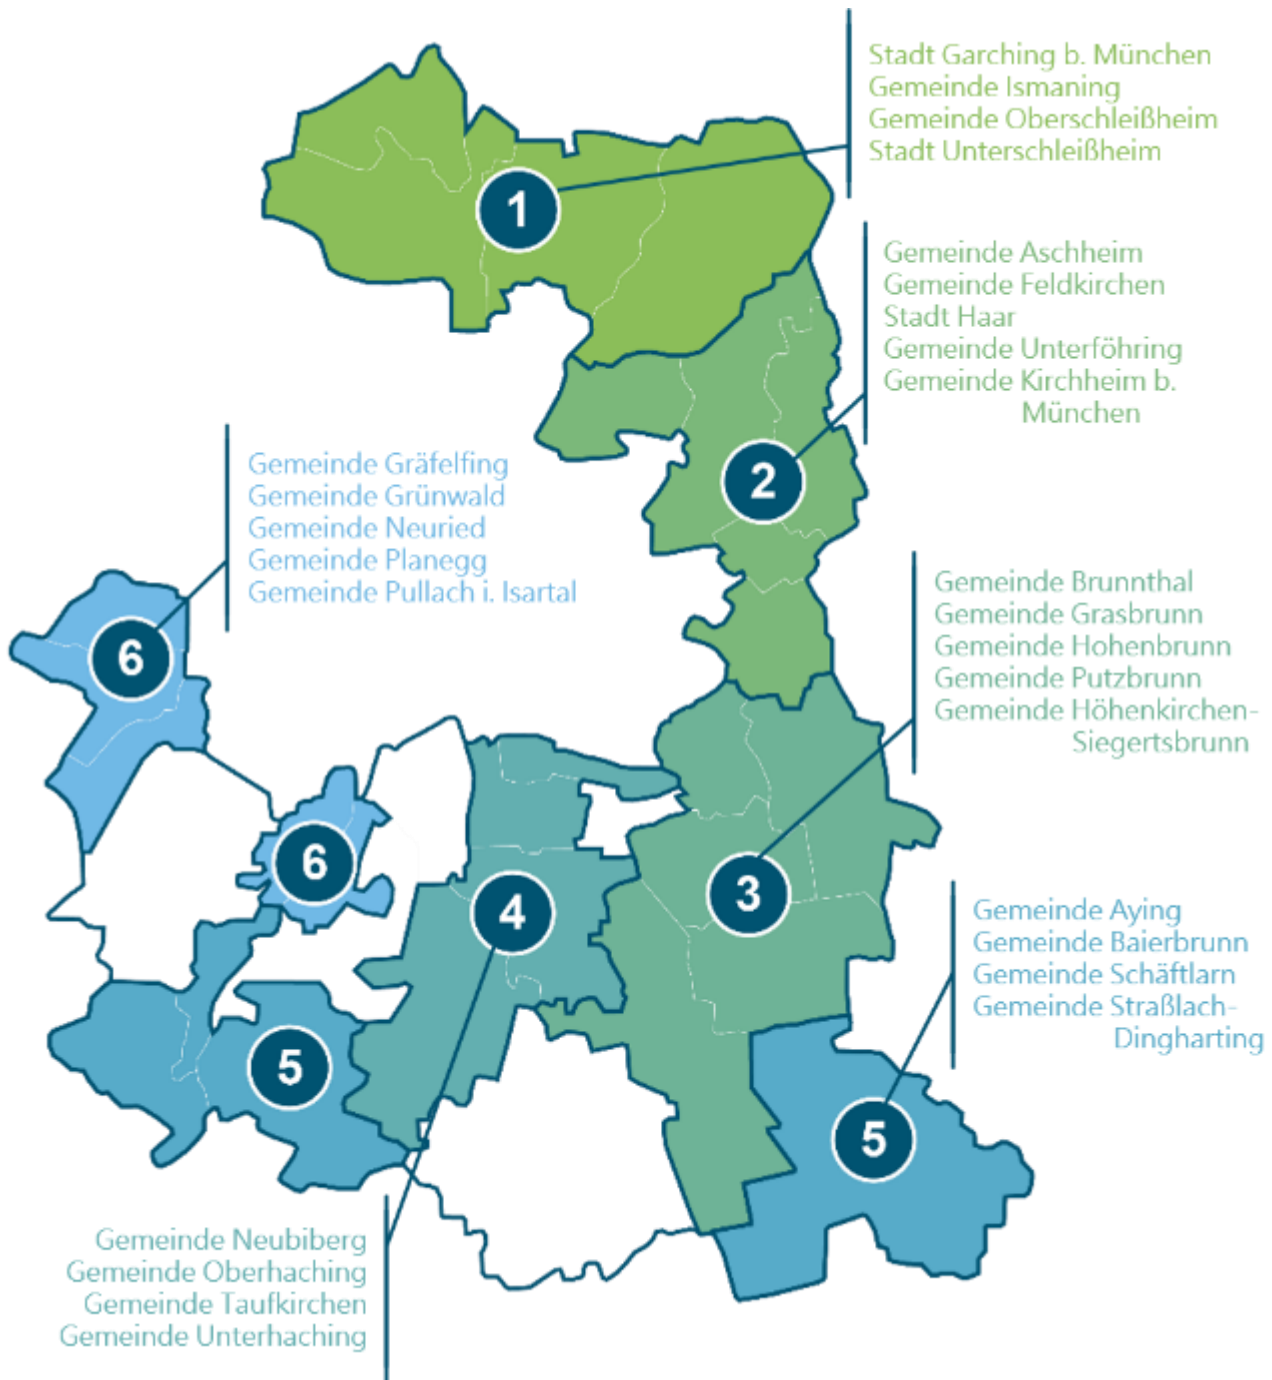 Stadt Garching b. München
Gemeinde Ismaning
Gemeinde Oberschleißheim
Stadt Unterschleißheim
1
Gemeinde Aschheim
Gemeinde Feldkirchen
Stadt Haar
Gemeinde Unterföhring
Gemeinde Kirchheim b.
München
2
Gemeinde Gräfelfing
Gemeinde Grünwald
Gemeinde Neuried
Gemeinde Planegg
Gemeinde Pullach i. Isartal
6
6
Gemeinde Brunnthal
Gemeinde Grasbrunn
Gemeinde Hohenbrunn
Gemeinde Putzbrunn
Gemeinde Höhenkirchen-
Siegertsbrunn
3
4
Gemeinde Aying
Gemeinde Baierbrunn
Gemeinde Schäftlarn
Gemeinde Straßlach-
Dingharting
5
5
Gemeinde Neubiberg
Gemeinde Oberhaching
Gemeinde Taufkirchen
Gemeinde Unterhaching